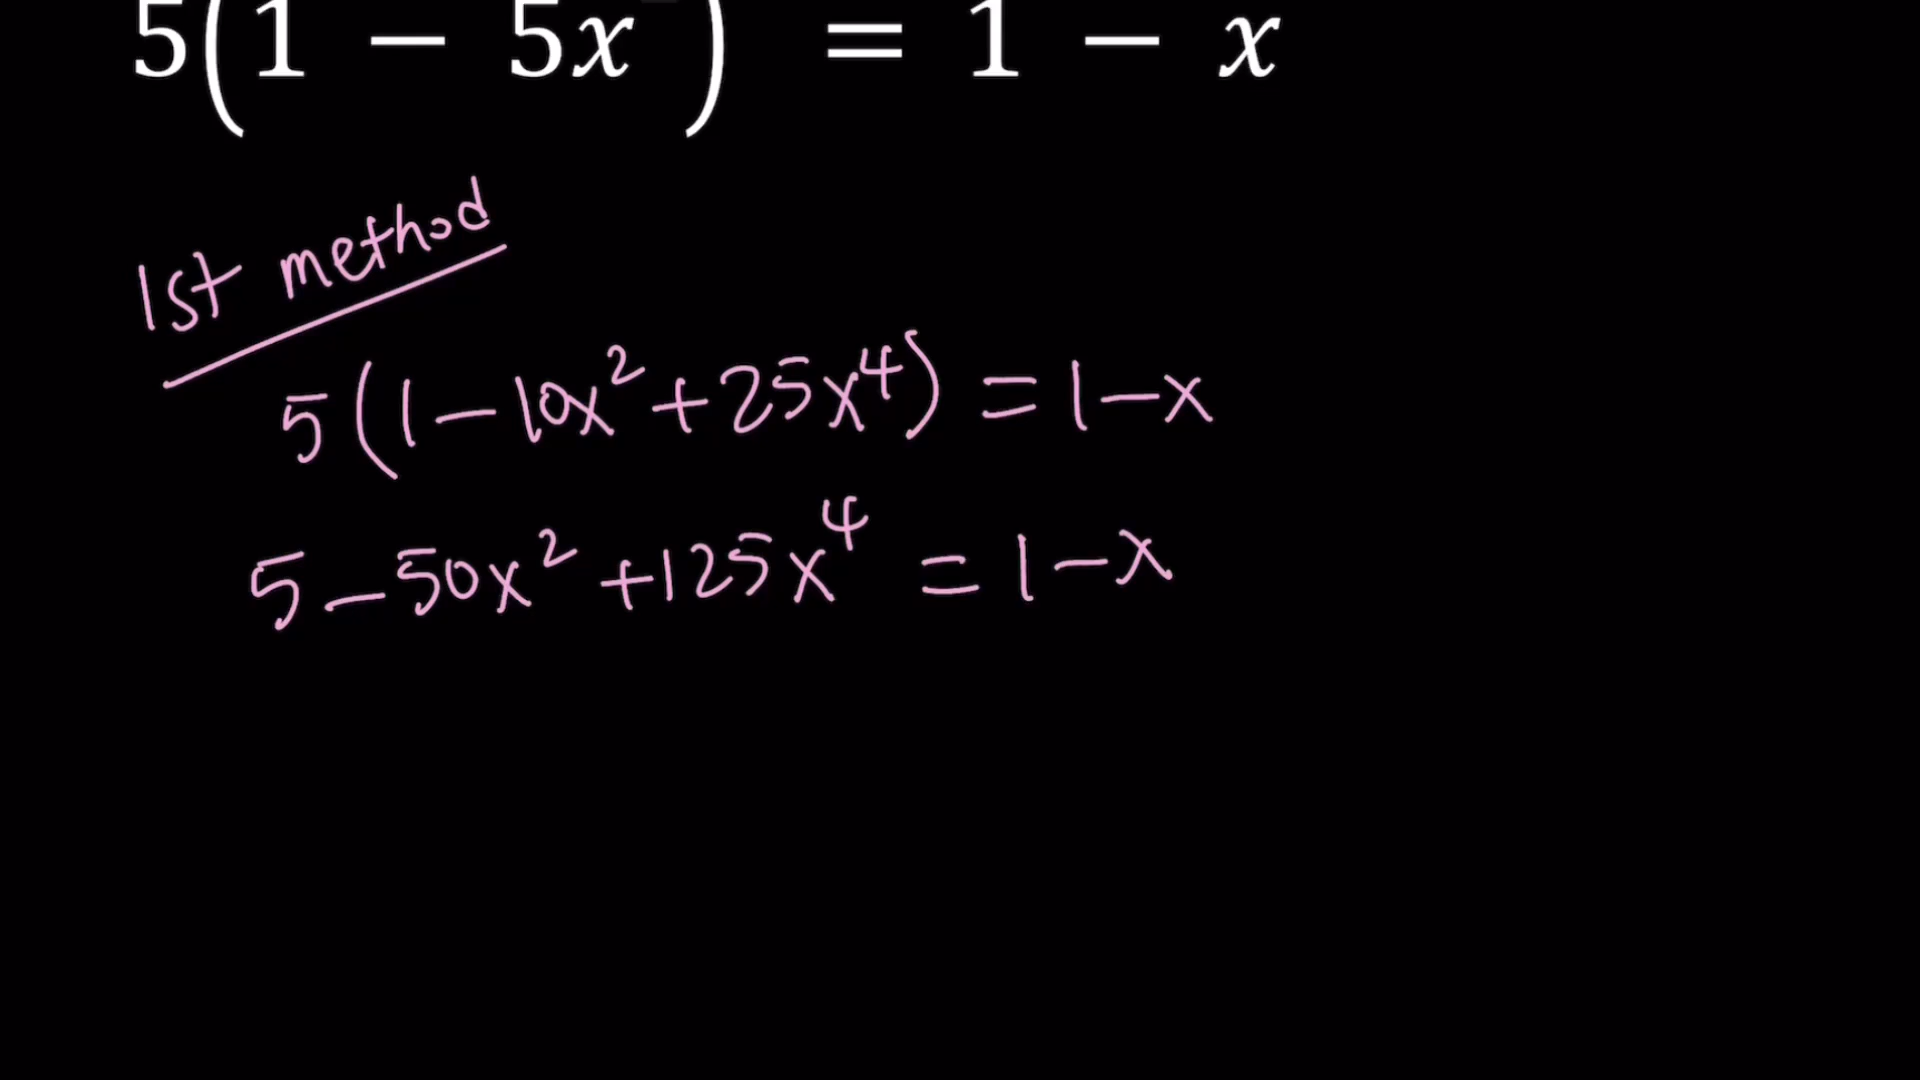 5(1 − 5x ) = 1 − x
1st method
5(1-10x²+25x⁴) = 1-x
5-50x²+125x⁴ = 1-x